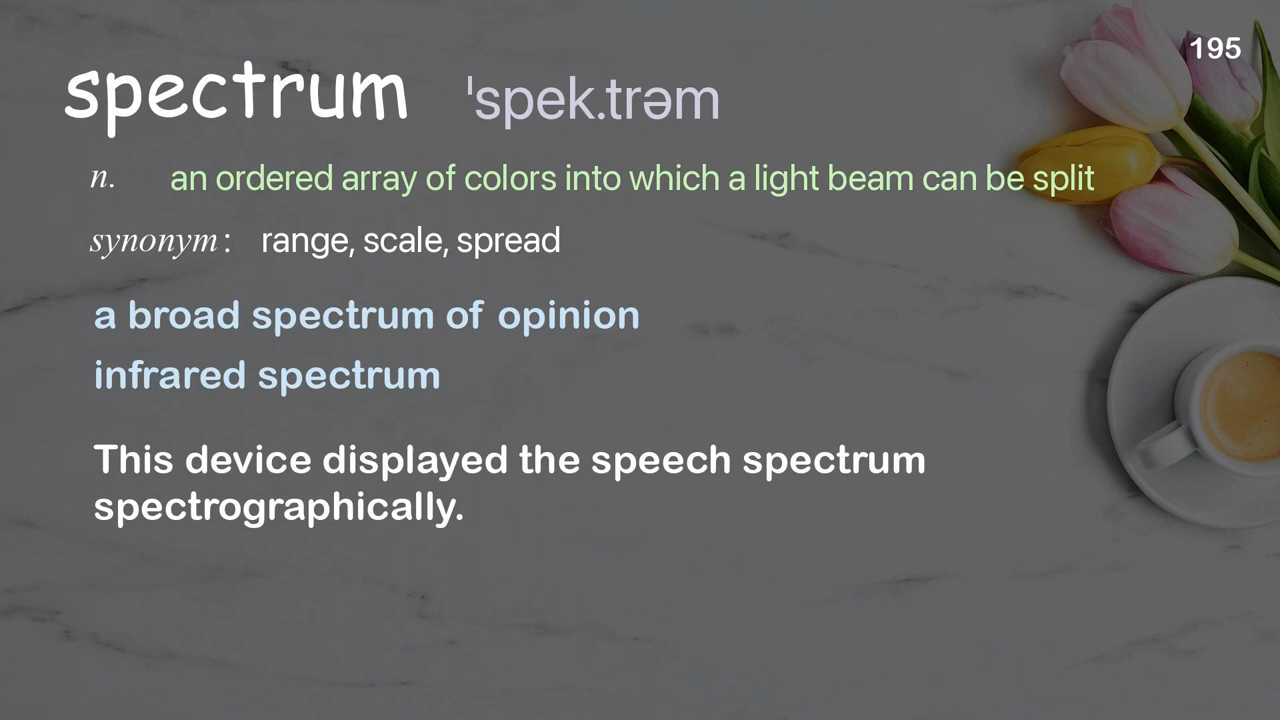 195
spectrum ˈspek.trəm
n. an ordered array of colors into which a light beam can be split
synonym: range, scale, spread
a broad spectrum of opinion
infrared spectrum
This device displayed the speech spectrum
spectrographically.